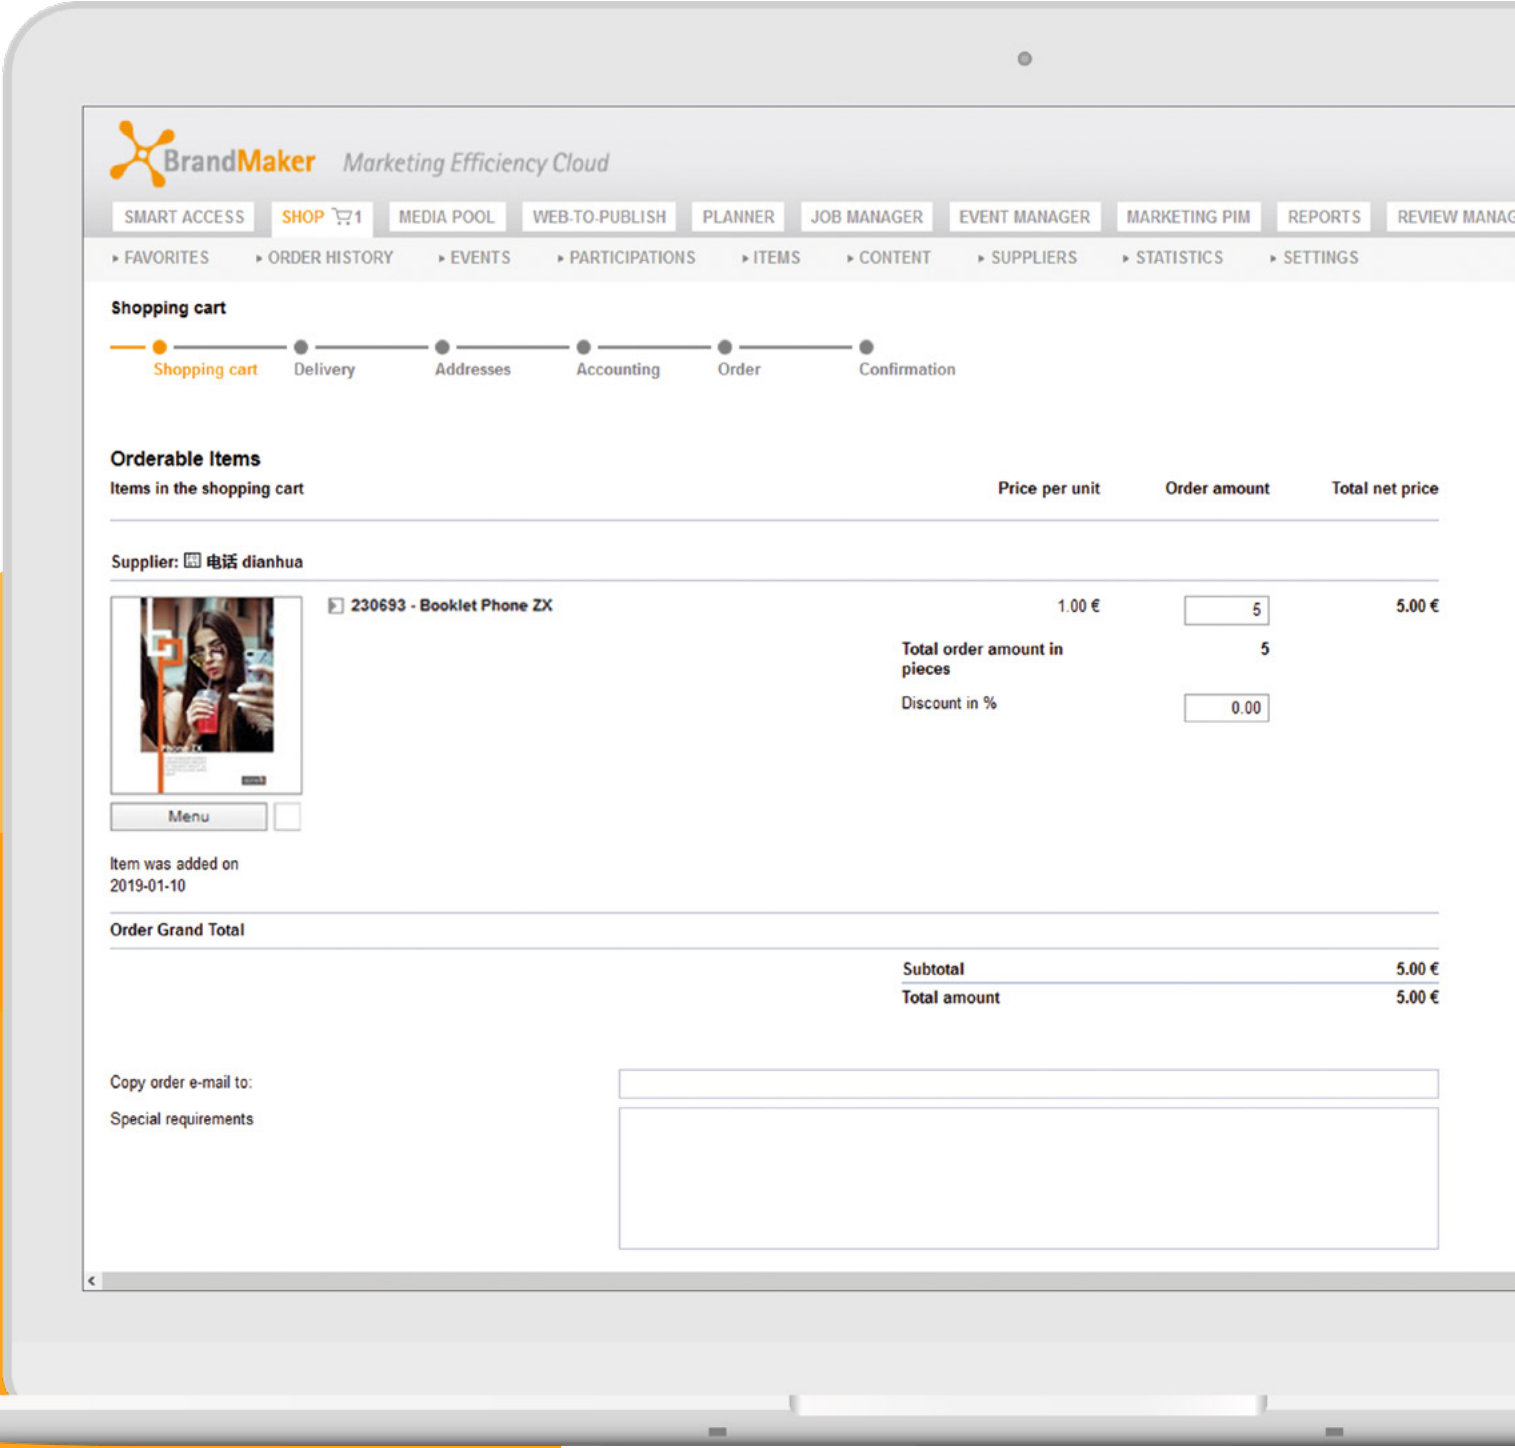 BrandMaker Marketing Efficiency Cloud
SMART ACCESS SHOP 1 MEDIA POOL WEB-TO-PUBLISH PLANNER JOB MANAGER EVENT MANAGER MARKETING PIM REPORTS REVIEW MANAG
FAVORITES ORDER HISTORY EVENTS PARTICIPATIONS ITEMS CONTENT SUPPLIERS STATISTICS SETTINGS
Shopping cart
Shopping cart Delivery Addresses Accounting Order Confirmation
Orderable Items
Items in the shopping cart Price per unit Order amount Total net price
Supplier: 电话 dianhua
230693 - Booklet Phone ZX 1.00 € 5 5.00 €
Total order amount in 5
pieces
Discount in % 0.00
Phone ZX
Menu
Item was added on
2019-01-10
Order Grand Total
Subtotal 5.00 €
Total amount 5.00 €
Copy order e-mail to:
Special requirements